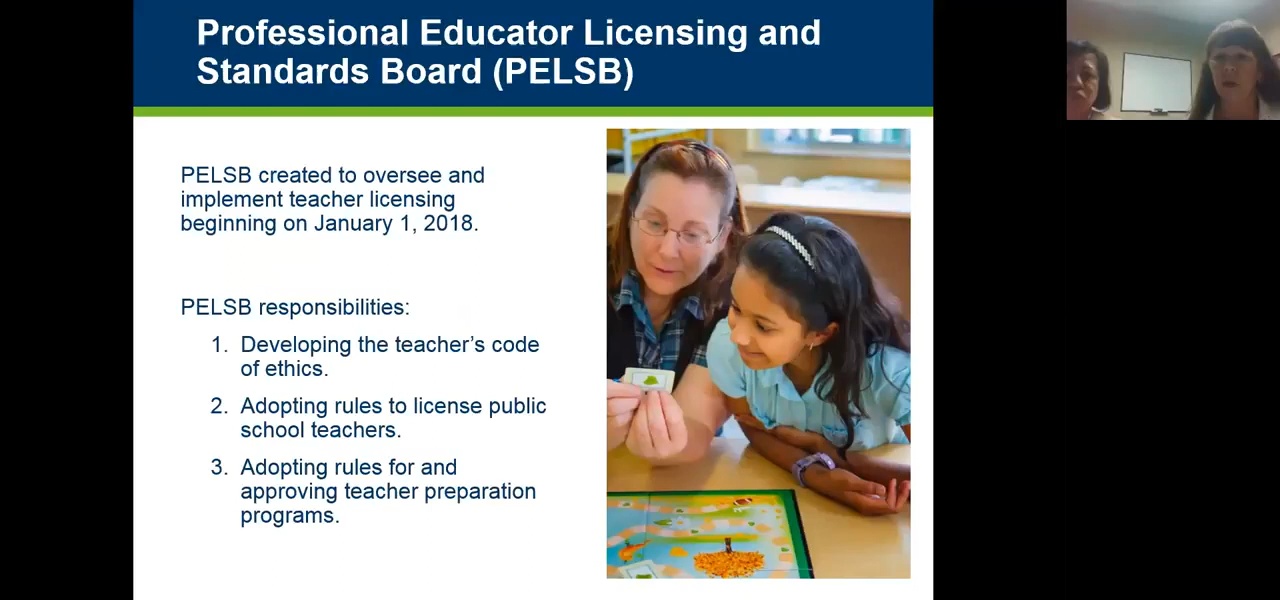 Professional Educator Licensing and
Standards Board (PELSB)
PELSB created to oversee and
implement teacher licensing
beginning on January 1, 2018.
PELSB responsibilities:
1. Developing the teacher’s code
of ethics.
2. Adopting rules to license public
school teachers.
3. Adopting rules for and
approving teacher preparation
programs.